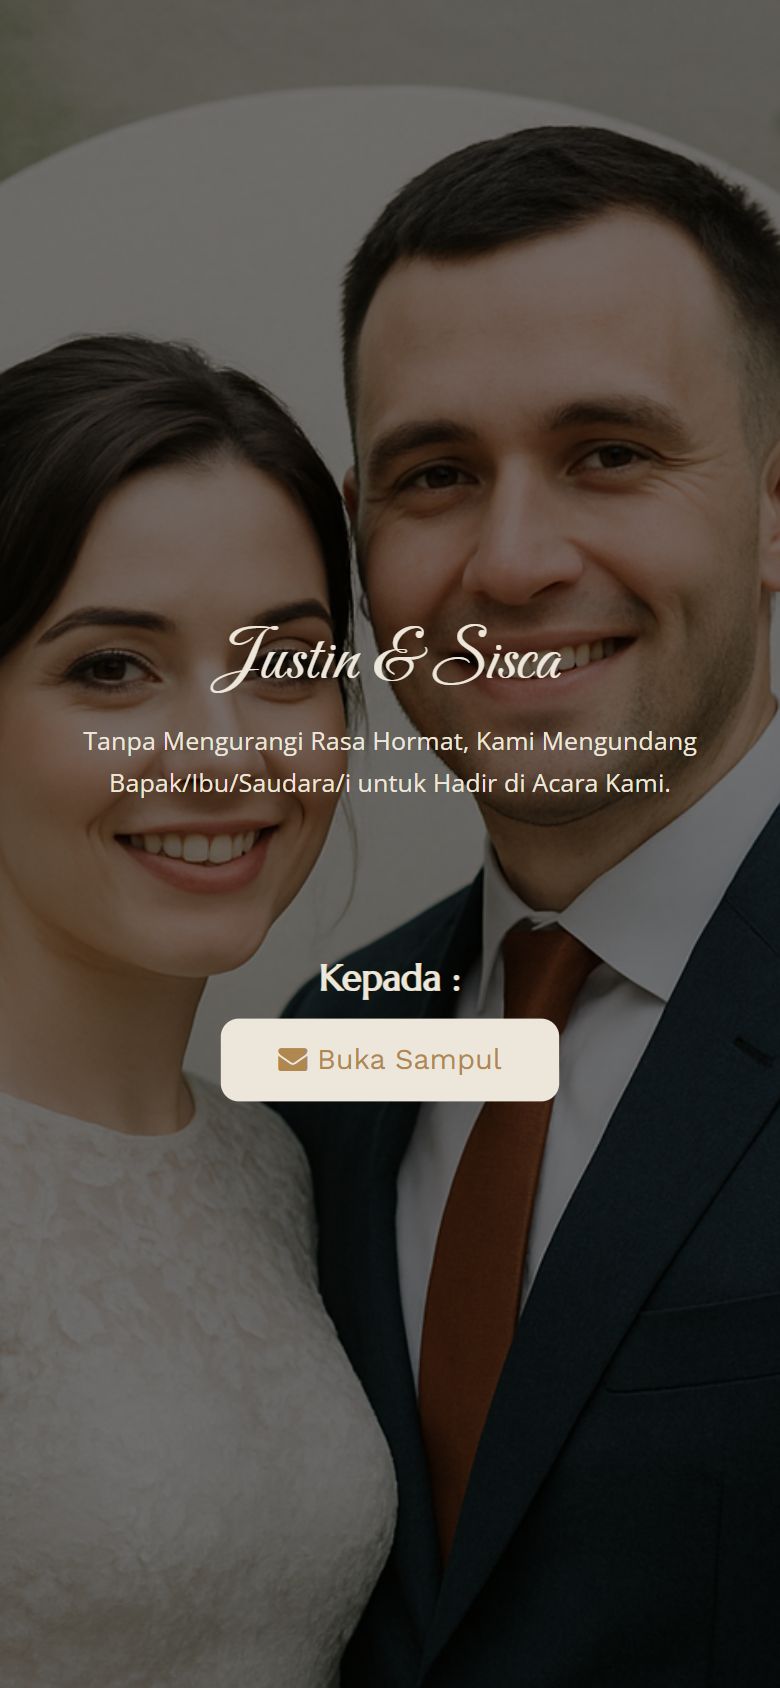 Justin & Sisca
Tanpa Mengurangi Rasa Hormat, Kami Mengundang
Bapak/Ibu/Saudara/i untuk Hadir di Acara Kami.
Kepada :
Buka Sampul